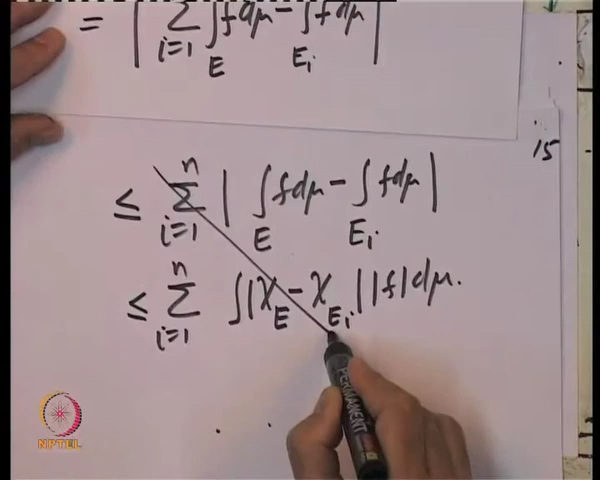 = | Σ_{i=1} ∫_E f dμ - ∫_{E_i} f dμ |
15
≤ Σ_{i=1}^{n} | ∫_E f dμ - ∫_{E_i} f dμ |
≤ Σ_{i=1}^{n} ∫ |χ_E - χ_{E_i}| |f| dμ.
PERMANENT
NPTEL